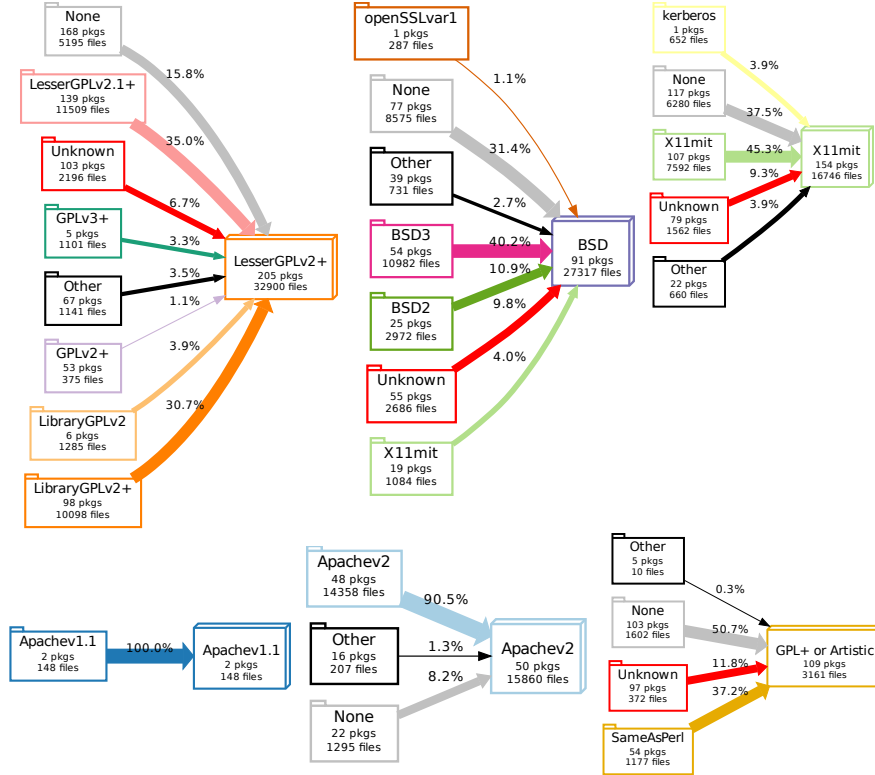 None
168 pkgs
5195 files
15.8%
LesserGPLv2.1+
139 pkgs
11509 files
35.0%
Unknown
103 pkgs
2196 files
6.7%
GPLv3+
5 pkgs
1101 files
3.3%
Other
67 pkgs
1141 files
3.5%
GPLv2+
53 pkgs
375 files
1.1%
LibraryGPLv2
6 pkgs
1285 files
3.9%
LibraryGPLv2+
98 pkgs
10098 files
30.7%
LesserGPLv2+
205 pkgs
32900 files
openSSLvar1
1 pkgs
287 files
1.1%
None
77 pkgs
8575 files
31.4%
Other
39 pkgs
731 files
2.7%
BSD3
54 pkgs
10982 files
40.2%
BSD2
25 pkgs
2972 files
10.9%
Unknown
55 pkgs
2686 files
9.8%
X11mit
19 pkgs
1084 files
4.0%
BSD
91 pkgs
27317 files
kerberos
1 pkgs
652 files
3.9%
None
117 pkgs
6280 files
37.5%
X11mit
107 pkgs
7592 files
45.3%
Unknown
79 pkgs
1562 files
9.3%
Other
22 pkgs
660 files
3.9%
X11mit
154 pkgs
16746 files
Apachev1.1
2 pkgs
148 files
100.0%
Apachev1.1
2 pkgs
148 files
Apachev2
48 pkgs
14358 files
90.5%
Other
16 pkgs
207 files
1.3%
None
22 pkgs
1295 files
8.2%
Apachev2
50 pkgs
15860 files
Other
5 pkgs
10 files
0.3%
None
103 pkgs
1602 files
50.7%
Unknown
97 pkgs
372 files
11.8%
SameAsPerl
54 pkgs
1177 files
37.2%
GPL+ or Artistic
109 pkgs
3161 files